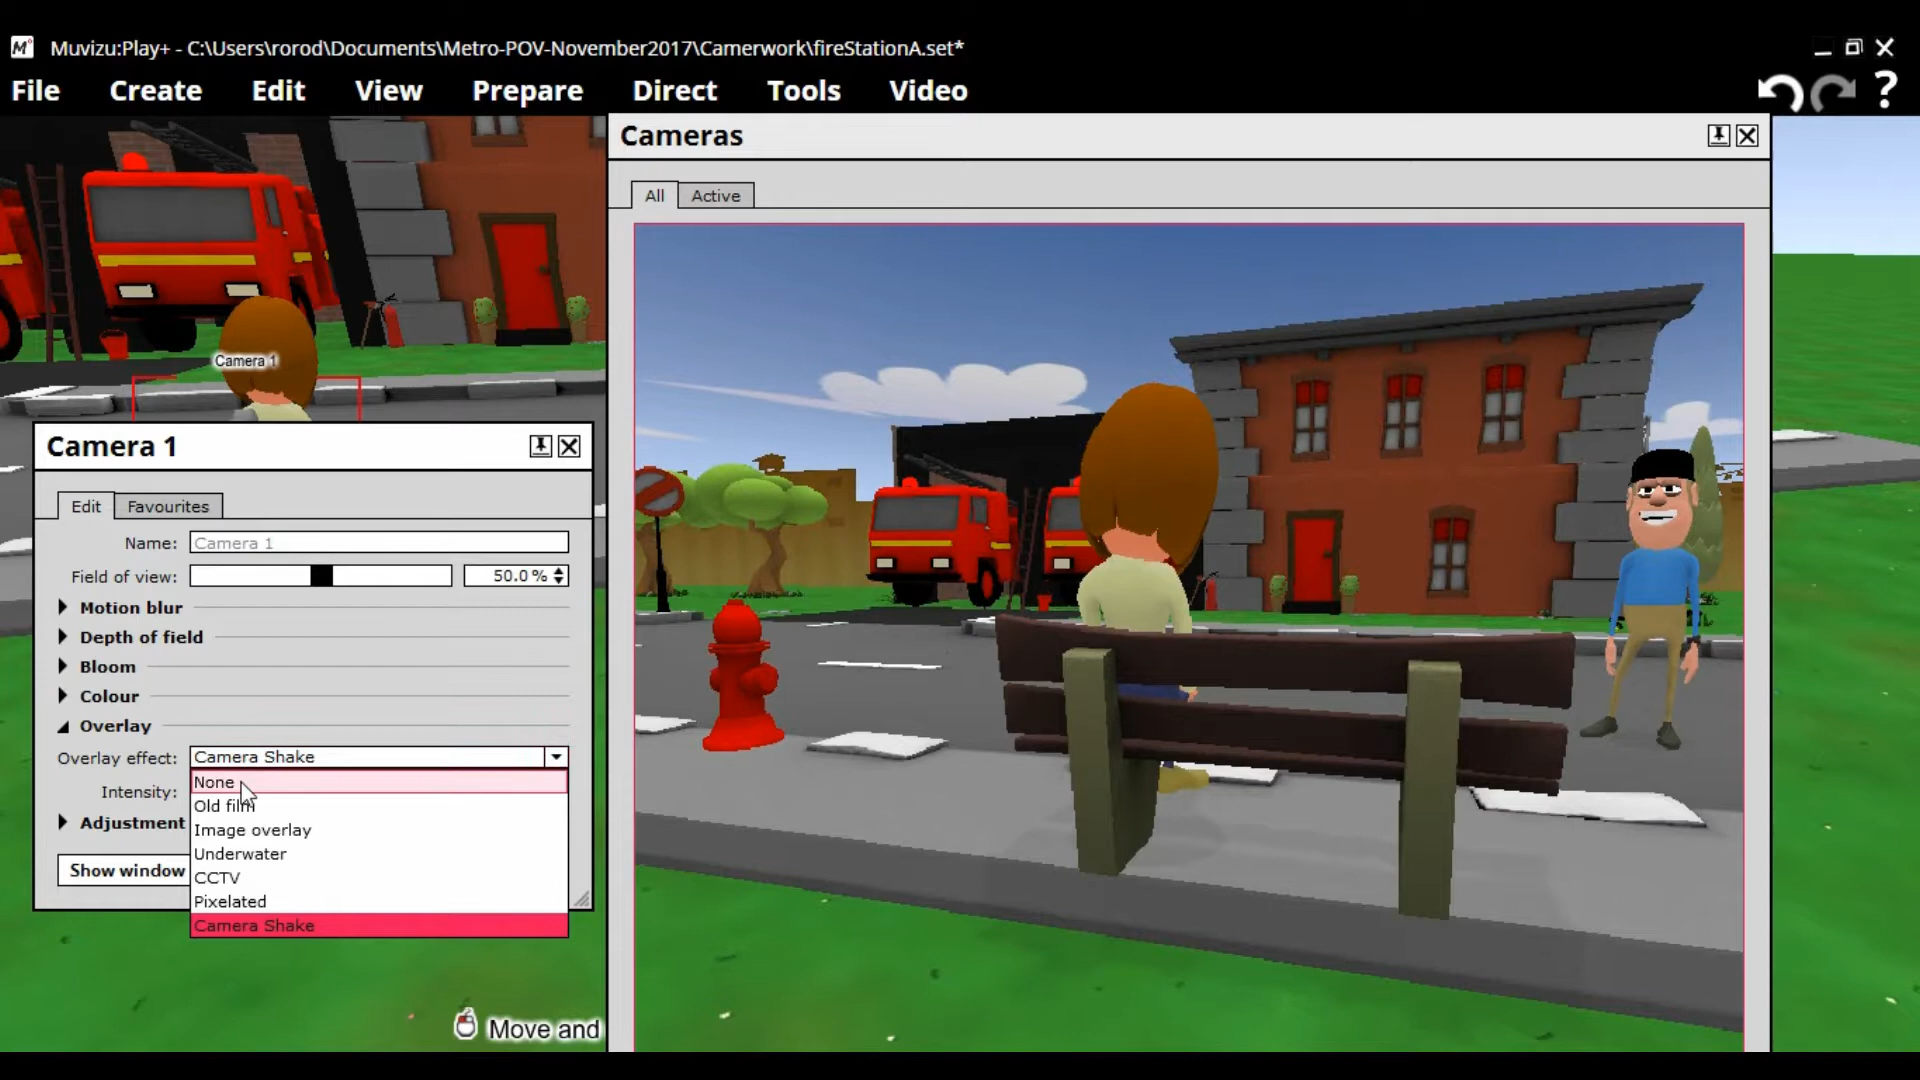 Muvizu:Play+ - C:\Users\rorod\Documents\Metro-POV-November2017\Camerwork\fireStationA.set*
File Create Edit View Prepare Direct Tools Video ?
Cameras
All Active
Camera 1
Camera 1
Edit Favourites
Name: Camera 1
Field of view: 50.0 %
Motion blur
Depth of field
Bloom
Colour
Overlay
Overlay effect: Camera Shake
None
Intensity:
Old film
Image overlay
Adjustment
Underwater
Show window
CCTV
Pixelated
Camera Shake
Move and